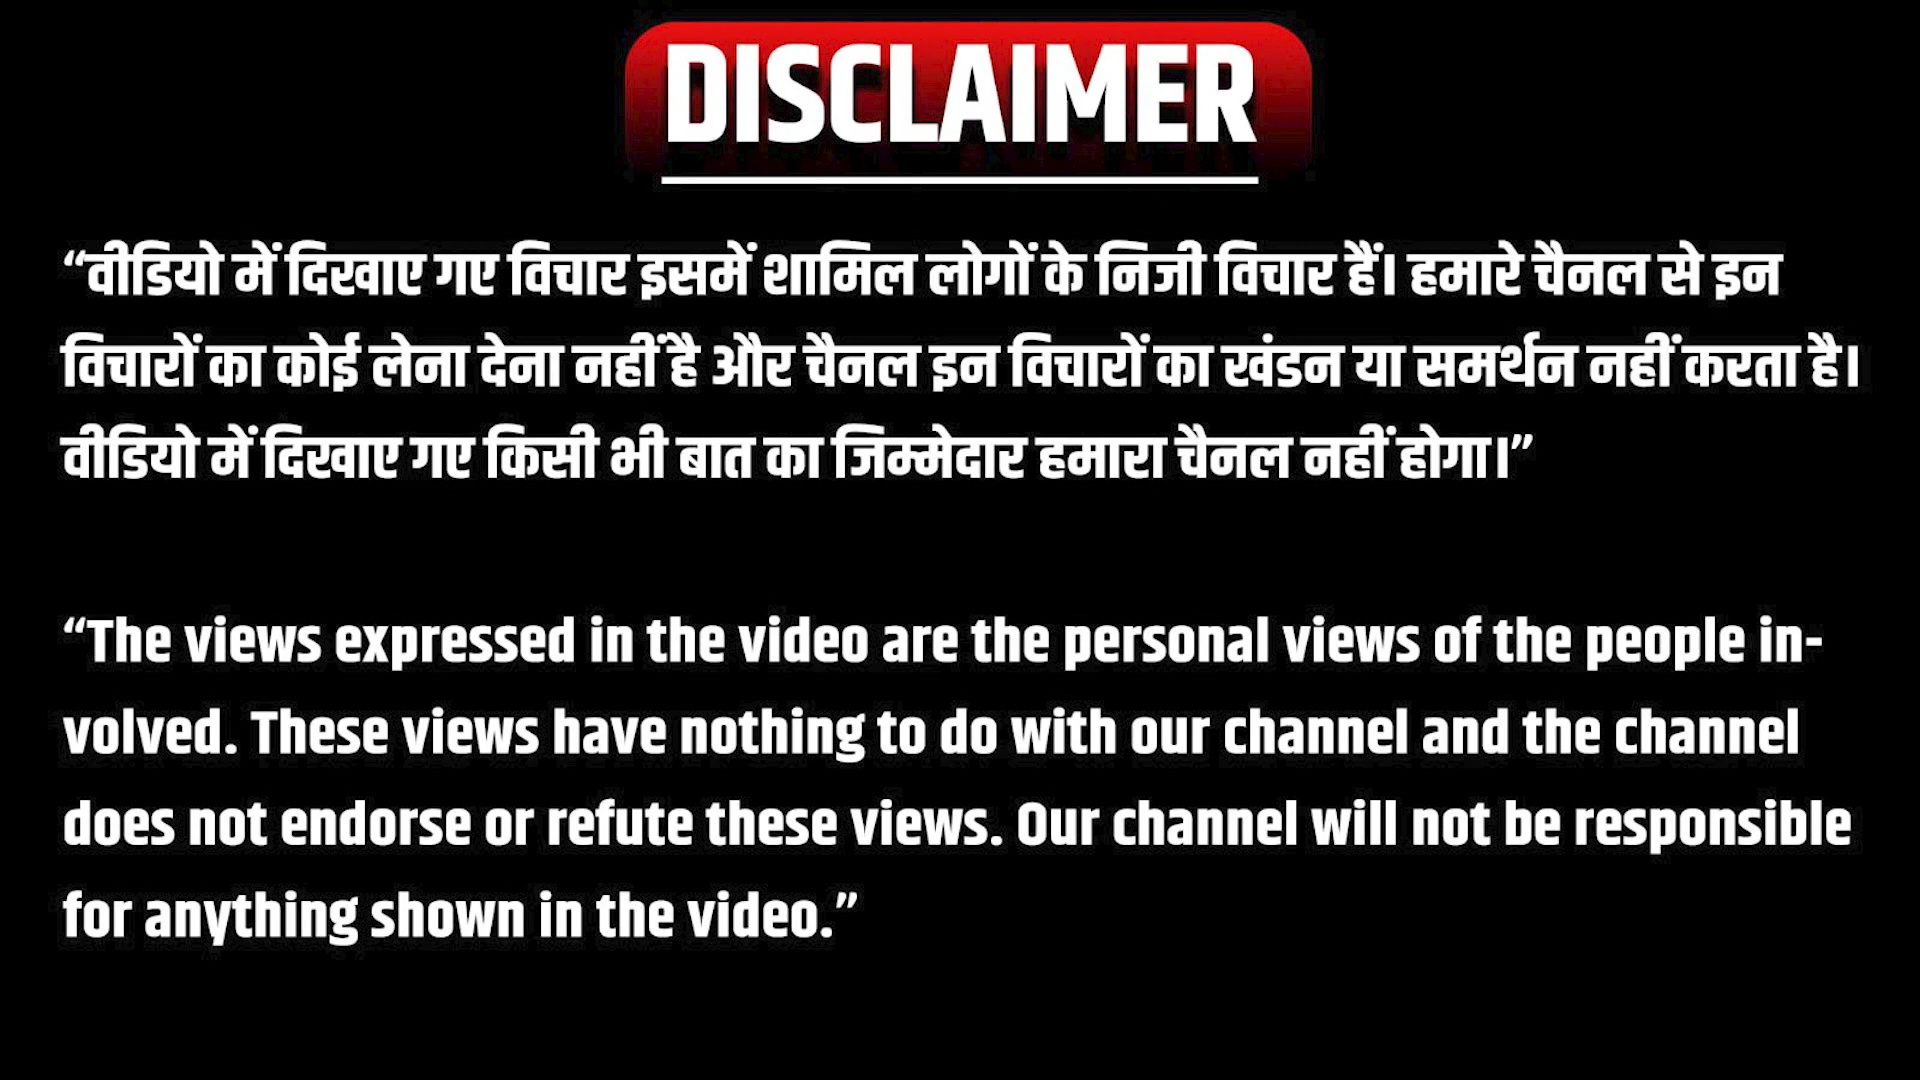 DISCLAIMER
“वीडियो में दिखाए गए विचार इसमें शामिल लोगों के निजी विचार हैं। हमारे चैनल से इन
विचारों का कोई लेना देना नहीं है और चैनल इन विचारों का खंडन या समर्थन नहीं करता है।
वीडियो में दिखाए गए किसी भी बात का जिम्मेदार हमारा चैनल नहीं होगा।”
“The views expressed in the video are the personal views of the people in-
volved. These views have nothing to do with our channel and the channel
does not endorse or refute these views. Our channel will not be responsible
for anything shown in the video.”